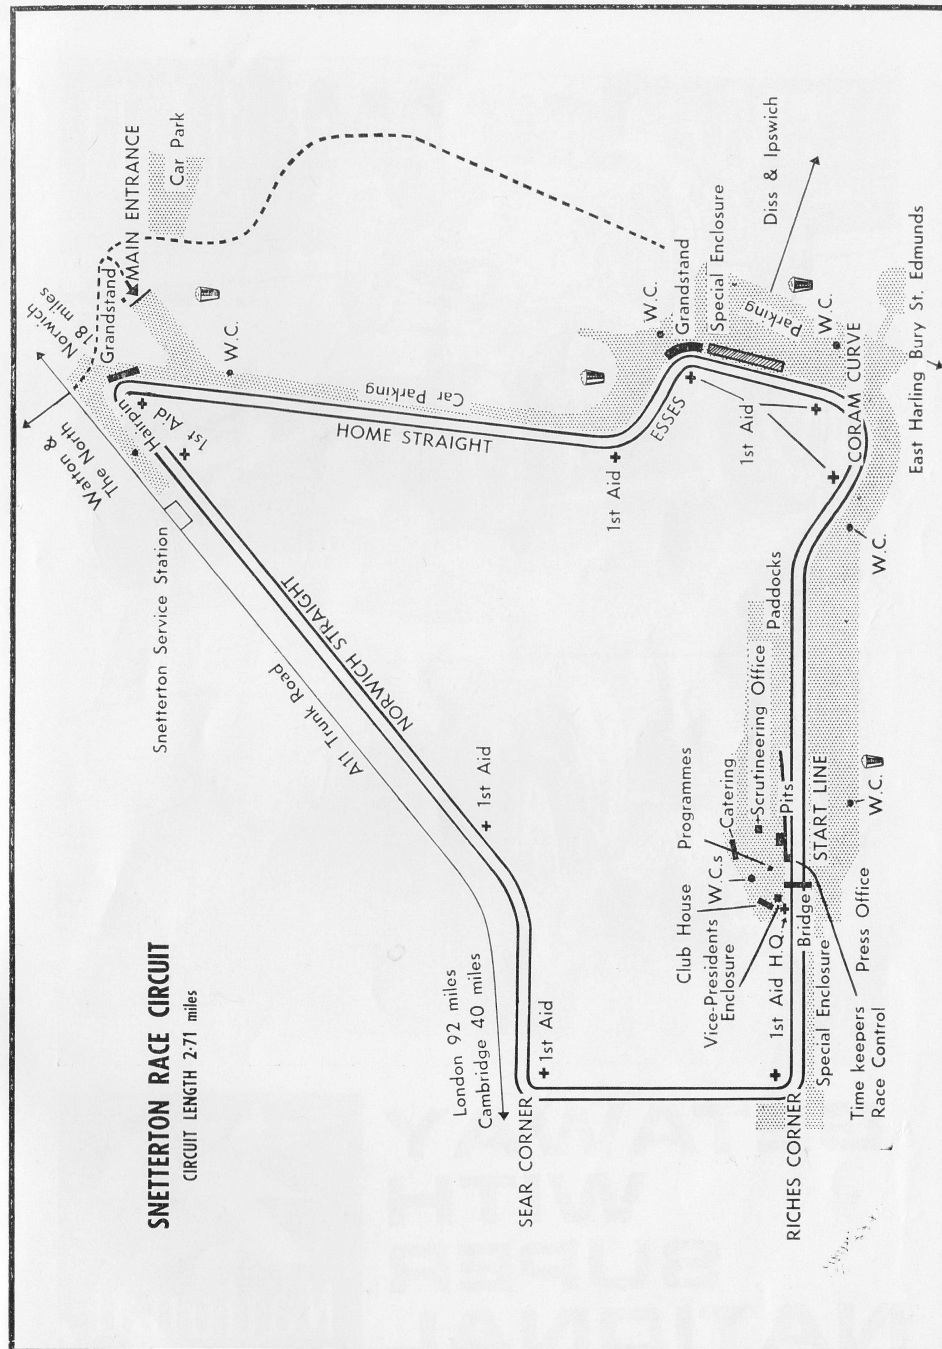 SNETTERTON RACE CIRCUIT
CIRCUIT LENGTH 2·71 miles
Watton &
The North
Norwich
18 miles
Grandstand
MAIN ENTRANCE
Car Park
Hairpin
1st Aid
1st Aid
W.C.
Snetterton Service Station
Car Parking
HOME STRAIGHT
NORWICH STRAIGHT
A11 Trunk Road
1st Aid
London 92 miles
Cambridge 40 miles
SEAR CORNER
1st Aid
1st Aid
ESSES
W.C.
Grandstand
Special Enclosure
Diss & Ipswich
Parking
W.C.
1st Aid
CORAM CURVE
East Harling Bury St. Edmunds
W.C.
Paddocks
Scrutineering Office
Catering
Programmes
W.C.s
Club House
Vice-Presidents
Enclosure
1st Aid H.Q.
Pits
START LINE
Bridge
W.C.
Press Office
Special Enclosure
Time keepers
Race Control
RICHES CORNER